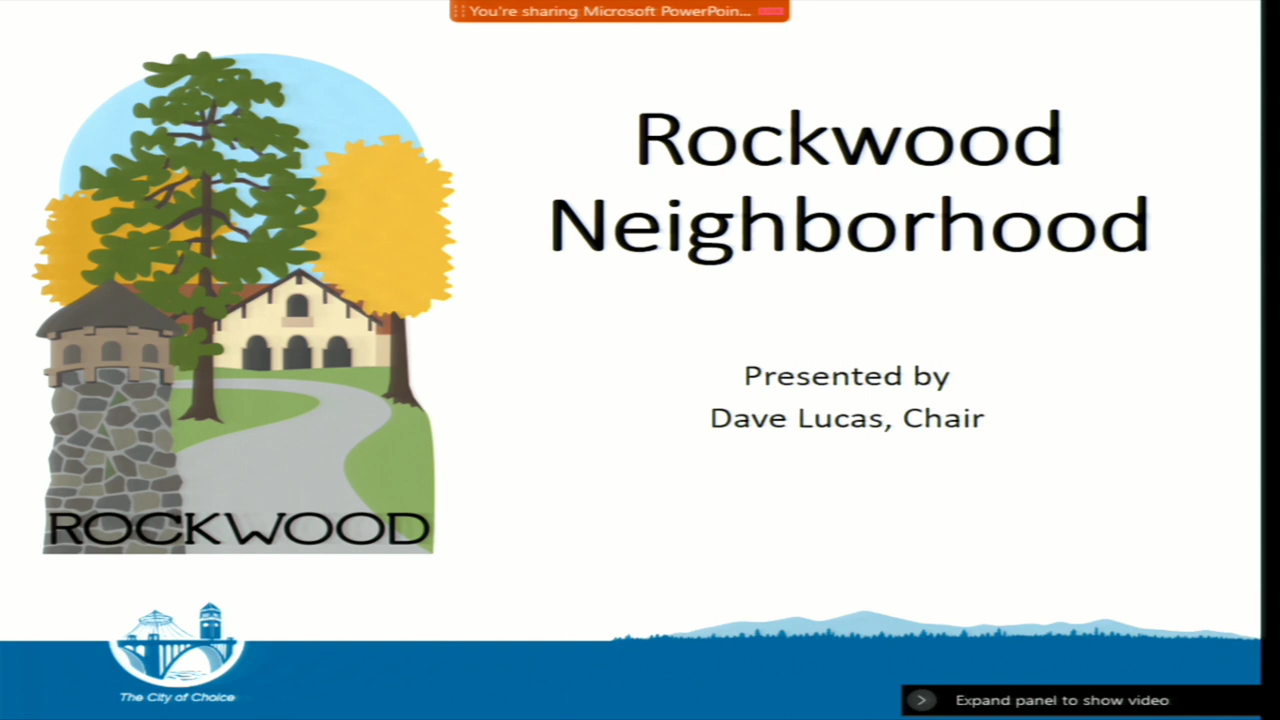 You're sharing Microsoft PowerPoin...
Rockwood
Neighborhood
Presented by
Dave Lucas, Chair
ROCKWOOD
The City of Choice
Expand panel to show video